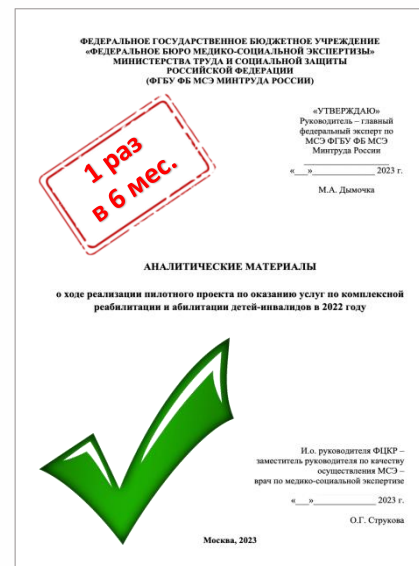 ФЕДЕРАЛЬНОЕ ГОСУДАРСТВЕННОЕ БЮДЖЕТНОЕ УЧРЕЖДЕНИЕ
«ФЕДЕРАЛЬНОЕ БЮРО МЕДИКО-СОЦИАЛЬНОЙ ЭКСПЕРТИЗЫ»
МИНИСТЕРСТВА ТРУДА И СОЦИАЛЬНОЙ ЗАЩИТЫ
РОССИЙСКОЙ ФЕДЕРАЦИИ
(ФГБУ ФБ МСЭ МИНТРУДА РОССИИ)
1 раз
в 6 мес.
«УТВЕРЖДАЮ»
Руководитель – главный
федеральный эксперт по
МСЭ ФГБУ ФБ МСЭ
Минтруда России
«___»______________ 2023 г.
М.А. Дымочка
АНАЛИТИЧЕСКИЕ МАТЕРИАЛЫ
о ходе реализации пилотного проекта по оказанию услуг по комплексной
реабилитации и абилитации детей-инвалидов в 2022 году
И.о. руководителя ФЦКР –
заместитель руководителя по качеству
осуществления МСЭ –
врач по медико-социальной экспертизе
«___»______________ 2023 г.
О.Г. Струкова
Москва, 2023